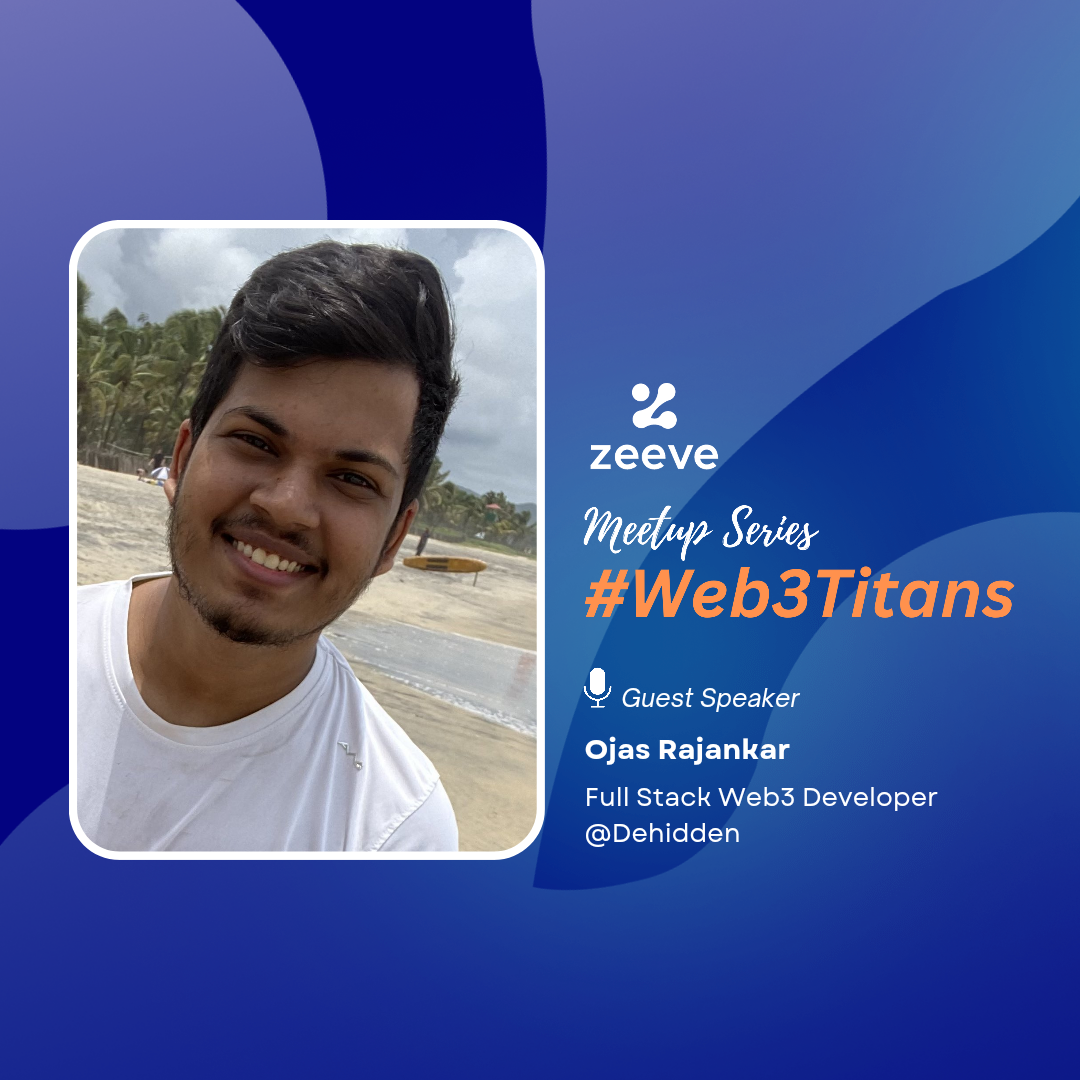 zeeve
Meetup Series
#Web3Titans
Guest Speaker
Ojas Rajankar
Full Stack Web3 Developer
@Dehidden